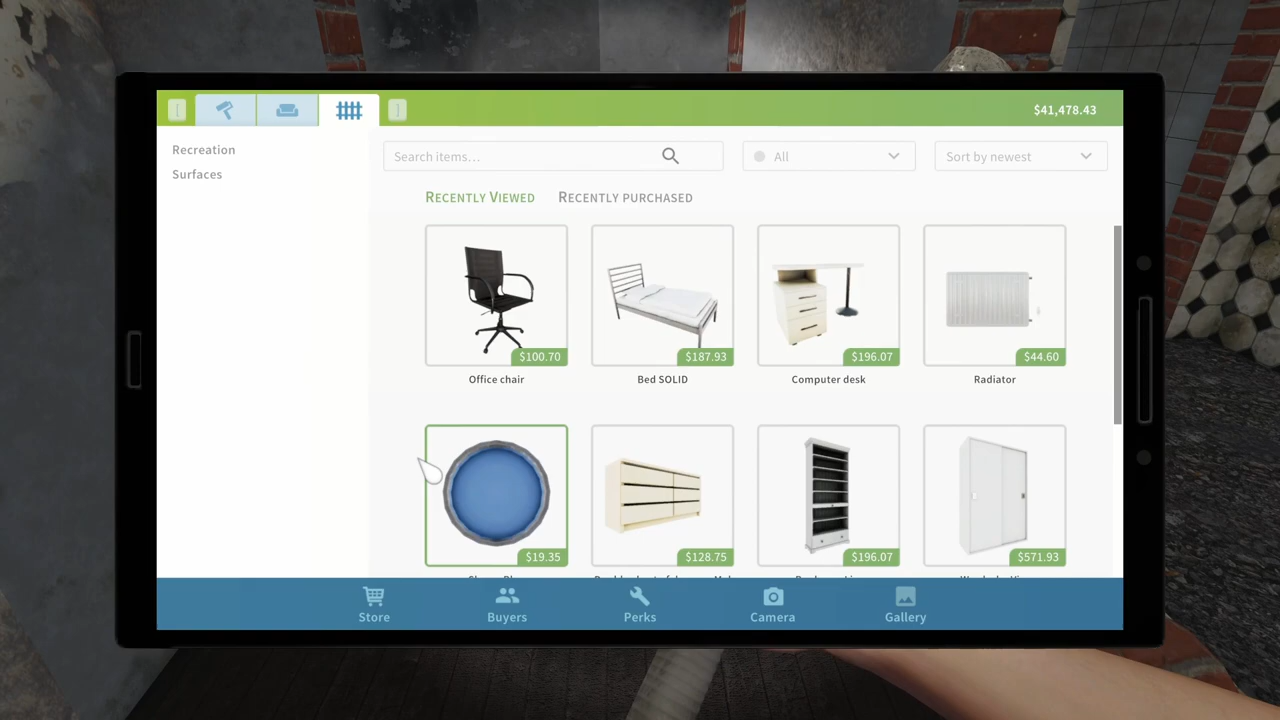 $41,478.43
Recreation
Surfaces
Search items...
All
Sort by newest
RECENTLY VIEWED
RECENTLY PURCHASED
$100.70
$187.93
$196.07
$44.60
Office chair
Bed SOLID
Computer desk
Radiator
$19.35
$128.75
$196.07
$571.93
Store
Buyers
Perks
Camera
Gallery